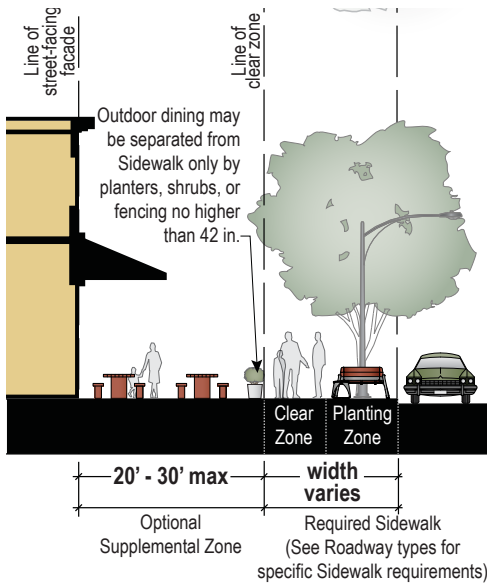 Line of
street-facing
facade
Line of
clear zone
Outdoor dining may
be separated from
Sidewalk only by
planters, shrubs, or
fencing no higher
than 42 in.
Clear
Zone
Planting
Zone
20' - 30' max
width
varies
Optional
Supplemental Zone
Required Sidewalk
(See Roadway types for
specific Sidewalk requirements)